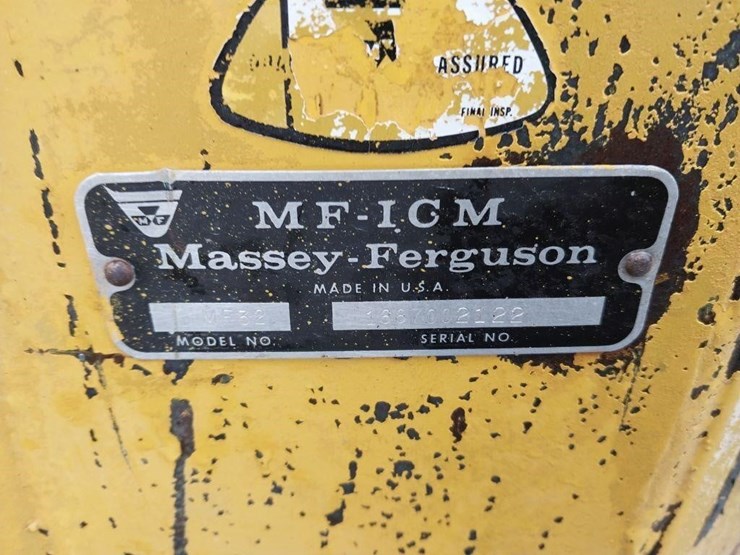 ASSURED
FINAL INSP.
MF
MF-ICM
Massey-Ferguson
MADE IN U.S.A.
MODEL NO.
SERIAL NO.